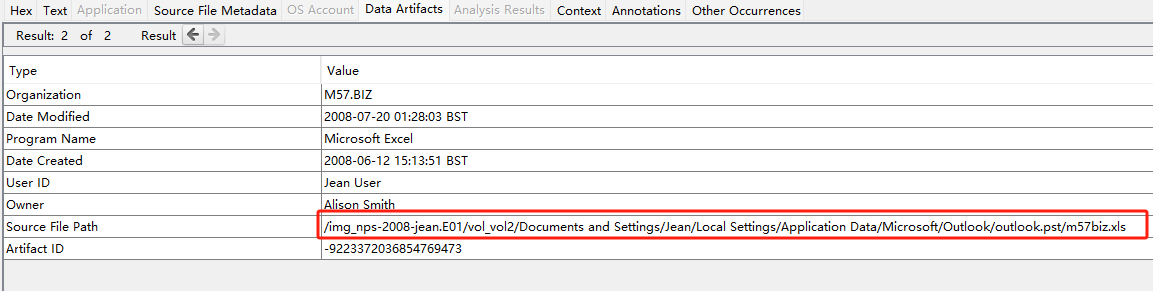 Hex Text Application Source File Metadata OS Account Data Artifacts Analysis Results Context Annotations Other Occurrences
Result: 2 of 2 Result
Type Value
Organization M57.BIZ
Date Modified 2008-07-20 01:28:03 BST
Program Name Microsoft Excel
Date Created 2008-06-12 15:13:51 BST
User ID Jean User
Owner Alison Smith
Source File Path /img_nps-2008-jean.E01/vol_vol2/Documents and Settings/Jean/Local Settings/Application Data/Microsoft/Outlook/outlook.pst/m57biz.xls
Artifact ID -9223372036854769473